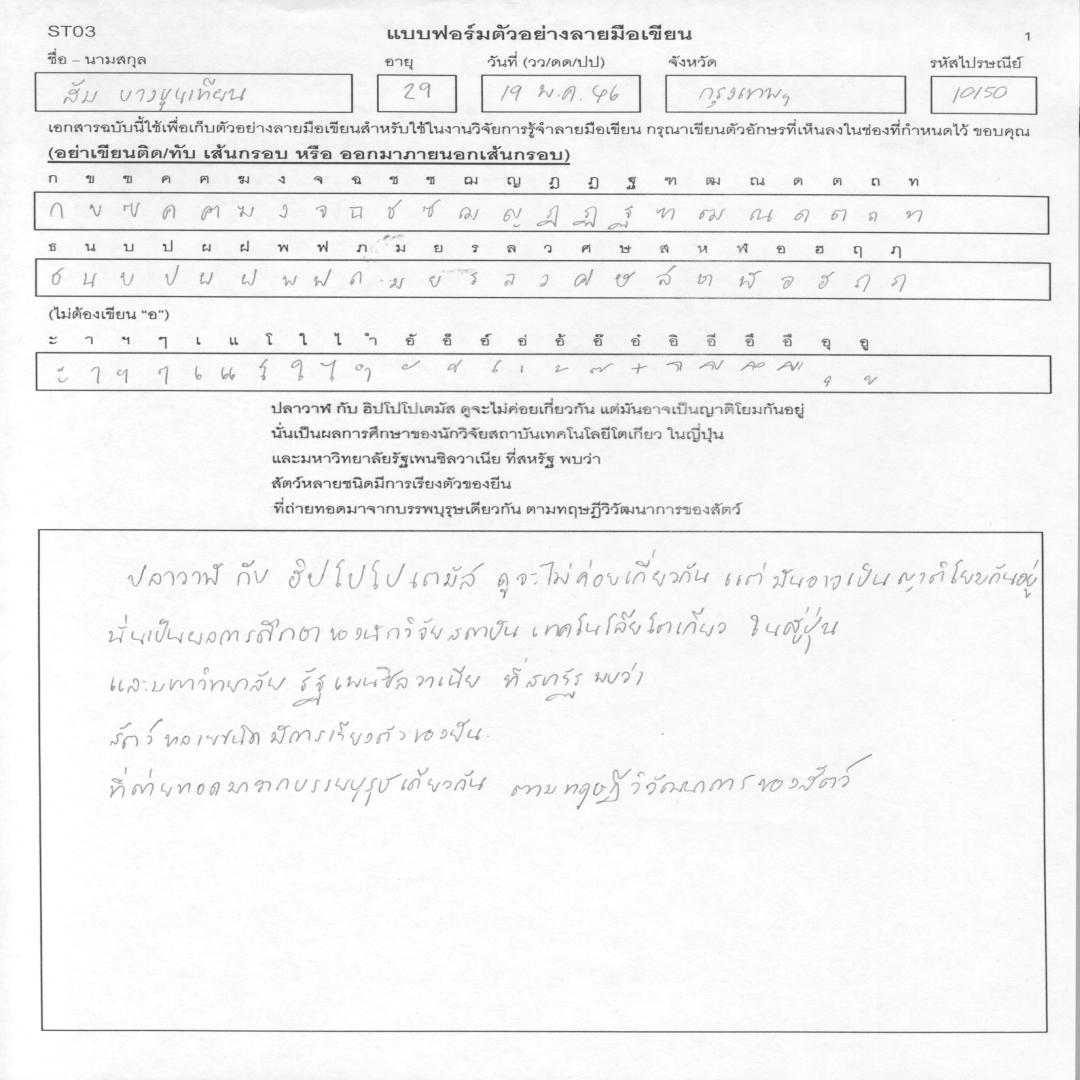 ST03 แบบฟอร์มตัวอย่างลายมือเขียน 1
ชื่อ – นามสกุล อายุ วันที่ (วว/ดด/ปป) จังหวัด รหัสไปรษณีย์
ส้ม บางขุนเทียน 29 19 พ.ค. 46 กรุงเทพฯ 10150
เอกสารฉบับนี้ใช้เพื่อเก็บตัวอย่างลายมือเขียนสำหรับใช้ในงานวิจัยการรู้จำลายมือเขียน กรุณาเขียนตัวอักษรที่เห็นลงในช่องที่กำหนดไว้ ขอบคุณ
(อย่าเขียนติด/ทับ เส้นกรอบ หรือ ออกมาภายนอกเส้นกรอบ)
ก ข ฃ ค ฅ ฆ ง จ ฉ ช ซ ฌ ญ ฎ ฏ ฐ ฑ ฒ ณ ด ต ถ ท
ก ข ฃ ค ฅ ฆ ง จ ฉ ช ซ ฌ ญ ฎ ฏ ฐ ฑ ฒ ณ ด ต ถ ท
ธ น บ ป ผ ฝ พ ฟ ภ ม ย ร ล ว ศ ษ ส ห ฬ อ ฮ ฤ ฦ
ธ น บ ป ผ ฝ พ ฟ ภ ม ย ร ล ว ศ ษ ส ห ฬ อ ฮ ฤ ฦ
(ไม่ต้องเขียน “อ”)
ะ า ฯ ๆ เ แ โ ใ ไ ำ อั อ็ อ์ อ่ อ้ อ๊ อ๋ อิ อี อึ อื อุ อู
ะ า ฯ ๆ เ แ โ ใ ไ ำ ั ็ ์ ่ ้ ๊ ๋ ิ ี ึ ื ุ ู
ปลาวาฬ กับ ฮิปโปโปเตมัส ดูจะไม่ค่อยเกี่ยวกัน แต่มันอาจเป็นญาติโยมกันอยู่
นั่นเป็นผลการศึกษาของนักวิจัยสถาบันเทคโนโลยีโตเกียว ในญี่ปุ่น
และมหาวิทยาลัยรัฐเพนซิลวาเนีย ที่สหรัฐ พบว่า
สัตว์หลายชนิดมีการเรียงตัวของยีน
ที่ถ่ายทอดมาจากบรรพบุรุษเดียวกัน ตามทฤษฎีวิวัฒนาการของสัตว์
ปลาวาฬ กับ ฮิปโปโปเตมัส ดูจะไม่ค่อยเกี่ยวกัน แต่มันอาจเป็นญาติโยมกันอยู่
นั่นเป็นผลการศึกษาของนักวิจัยสถาบัน เทคโนโลยีโตเกียว ในญี่ปุ่น
และมหาวิทยาลัย รัฐเพนซิลวาเนีย ที่สหรัฐ พบว่า
สัตว์หลายชนิดมีการเรียงตัวของยีน
ที่ถ่ายทอดมาจากบรรพบุรุษเดียวกัน ตามทฤษฎีวิวัฒนาการของสัตว์